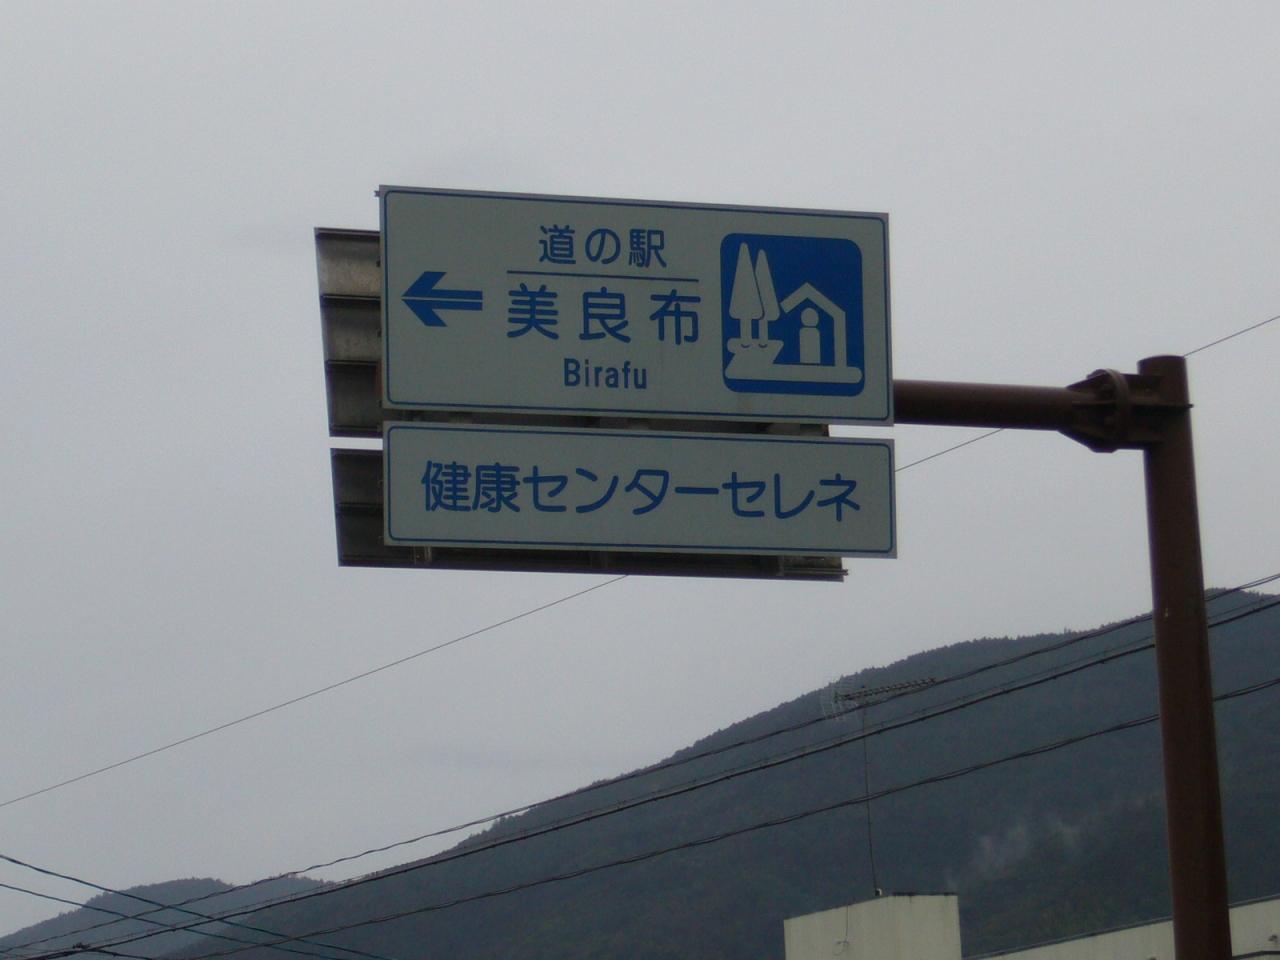 道の駅
美良布
Birafu
健康センターセレネ